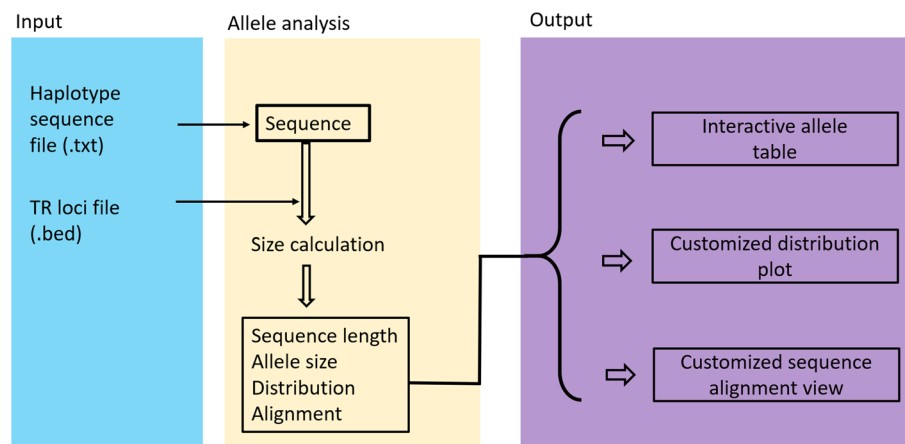 Input
Haplotype
sequence
file (.txt)
TR loci file
(.bed)
Allele analysis
Sequence
Size calculation
Sequence length
Allele size
Distribution
Alignment
Output
Interactive allele
table
Customized distribution
plot
Customized sequence
alignment view